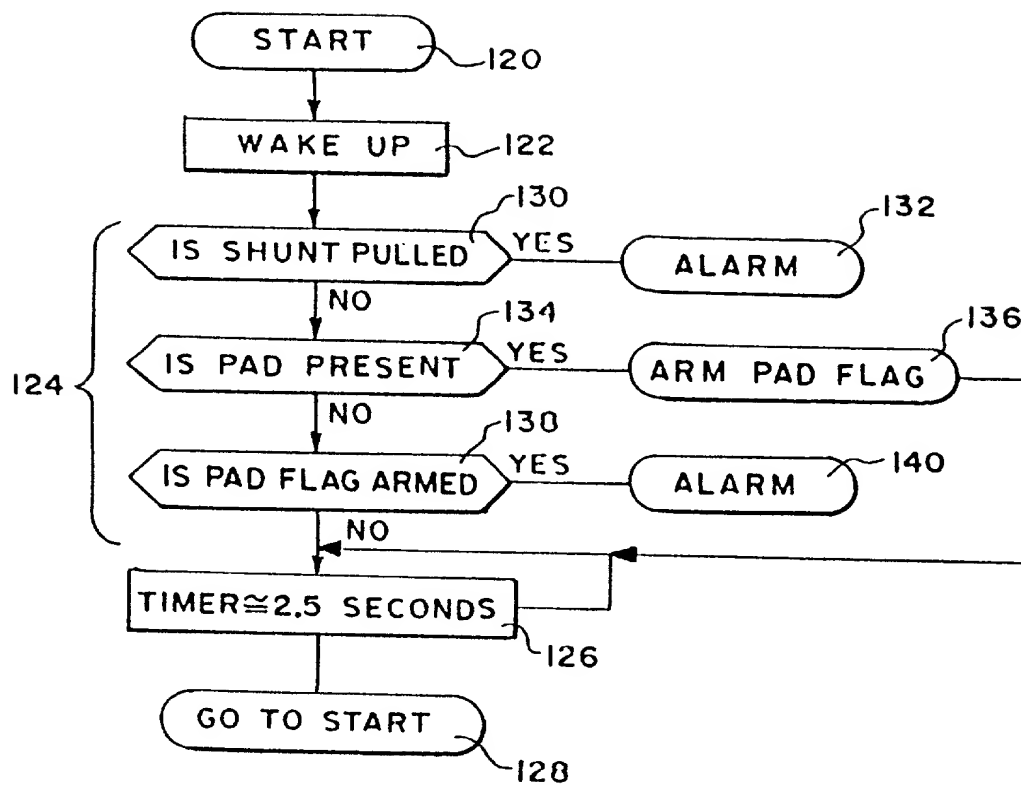 START
120
WAKE UP
122
130
132
IS SHUNT PULLED
YES
ALARM
NO
134
136
IS PAD PRESENT
YES
ARM PAD FLAG
124
NO
138
IS PAD FLAG ARMED
YES
ALARM
140
NO
TIMER≅2.5 SECONDS
126
GO TO START
128